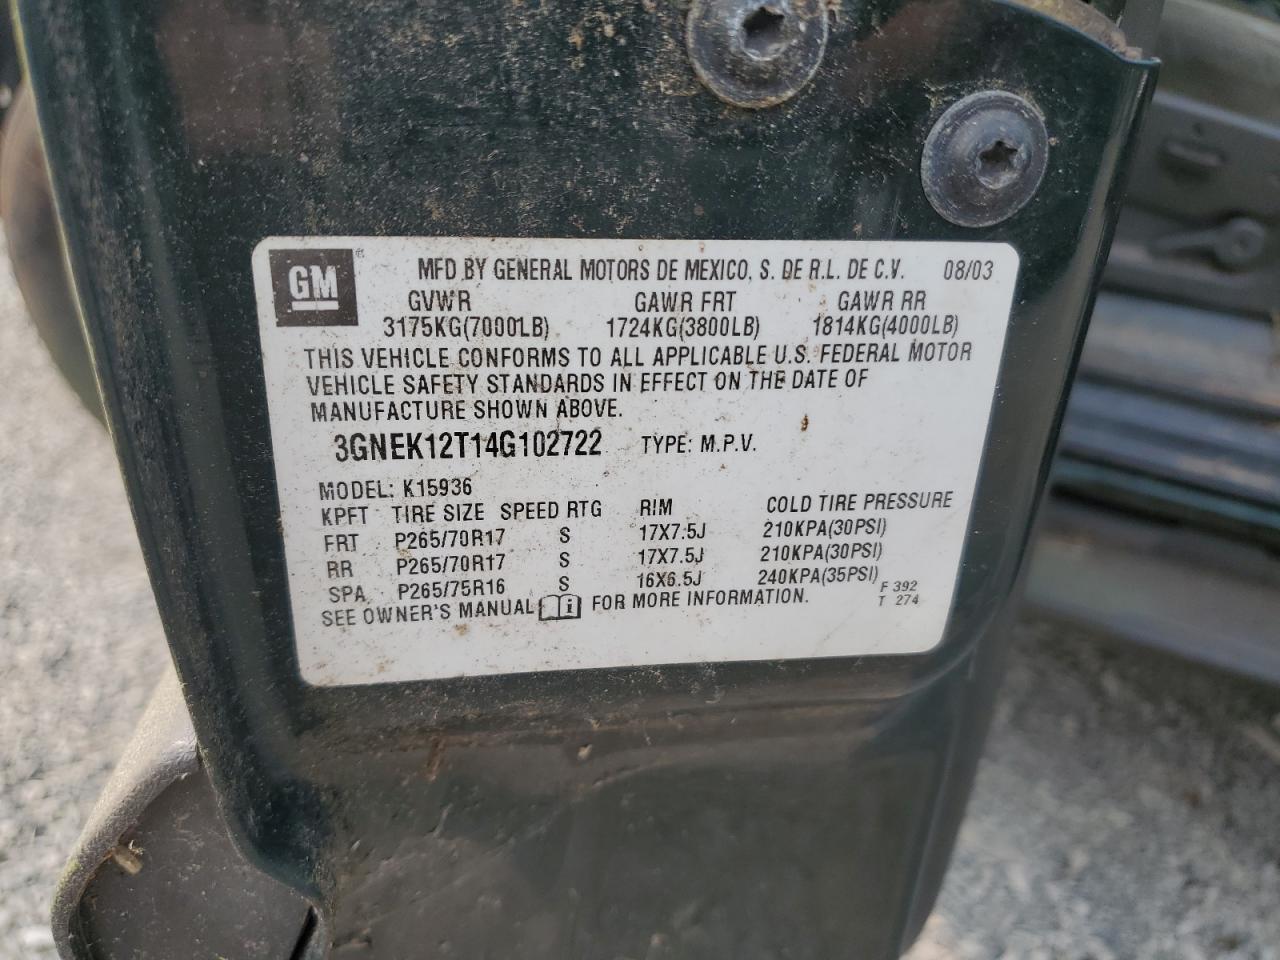 GM ® MFD BY GENERAL MOTORS DE MEXICO, S. DE R.L. DE C.V. 08/03
GVWR GAWR FRT GAWR RR
3175KG(7000LB) 1724KG(3800LB) 1814KG(4000LB)
THIS VEHICLE CONFORMS TO ALL APPLICABLE U.S. FEDERAL MOTOR
VEHICLE SAFETY STANDARDS IN EFFECT ON THE DATE OF
MANUFACTURE SHOWN ABOVE.
3GNEK12T14G102722 TYPE: M.P.V.
MODEL: K15936
KPFT TIRE SIZE SPEED RTG RIM COLD TIRE PRESSURE
FRT P265/70R17 S 17X7.5J 210KPA(30PSI)
RR P265/70R17 S 17X7.5J 210KPA(30PSI)
SPA P265/75R16 S 16X6.5J 240KPA(35PSI)
SEE OWNER'S MANUAL i FOR MORE INFORMATION.
F 392
T 274